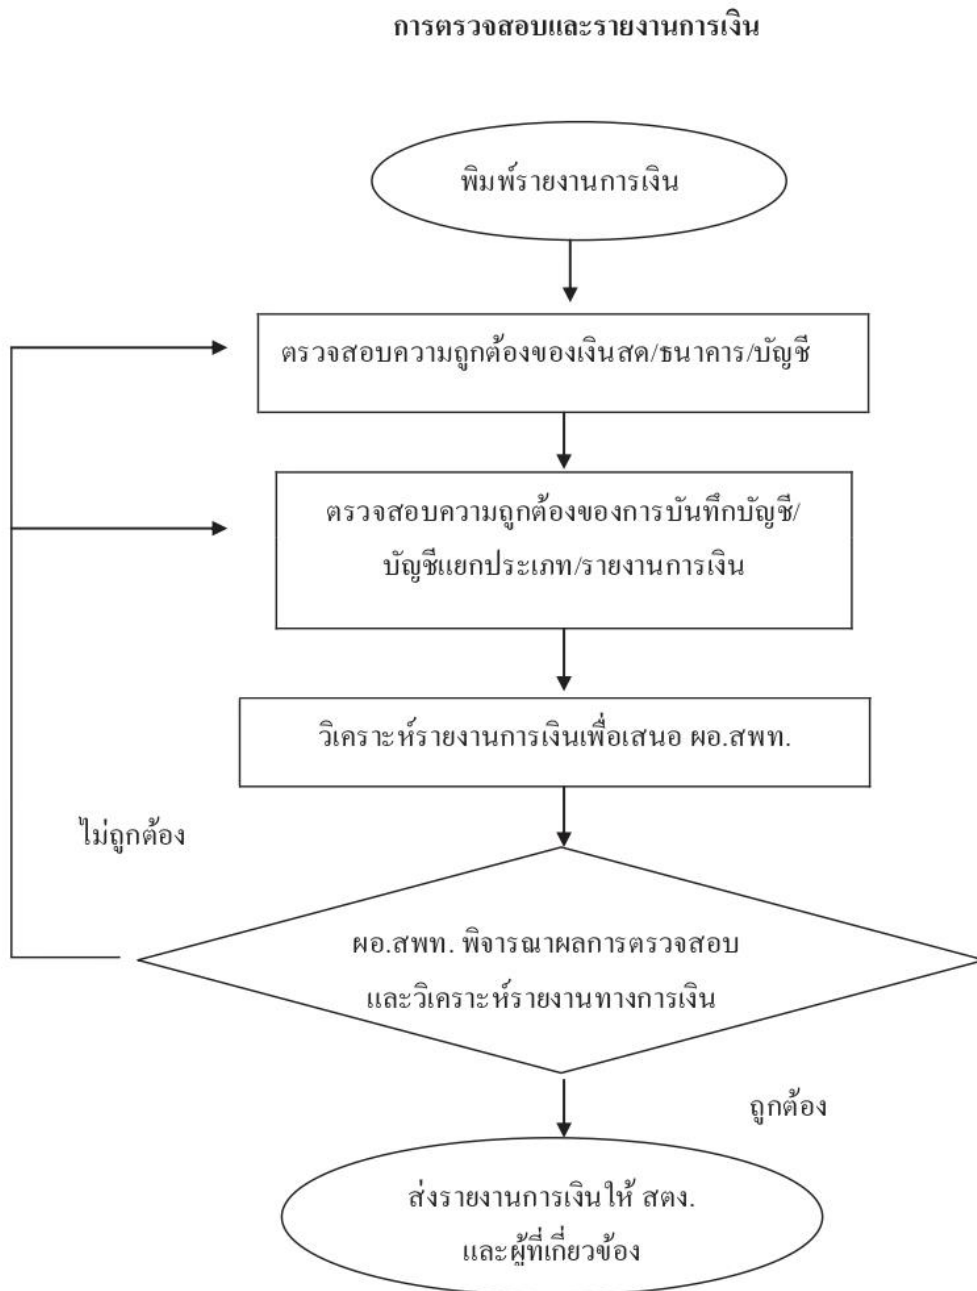 การตรวจสอบและรายงานการเงิน
พิมพ์รายงานการเงิน
ตรวจสอบความถูกต้องของเงินสด/ธนาคาร/บัญชี
ตรวจสอบความถูกต้องของการบันทึกบัญชี/
บัญชีแยกประเภท/รายงานการเงิน
วิเคราะห์รายงานการเงินเพื่อเสนอ ผอ.สพท.
ไม่ถูกต้อง
ผอ.สพท. พิจารณาผลการตรวจสอบ
และวิเคราะห์รายงานทางการเงิน
ถูกต้อง
ส่งรายงานการเงินให้ สตง.
และผู้ที่เกี่ยวข้อง